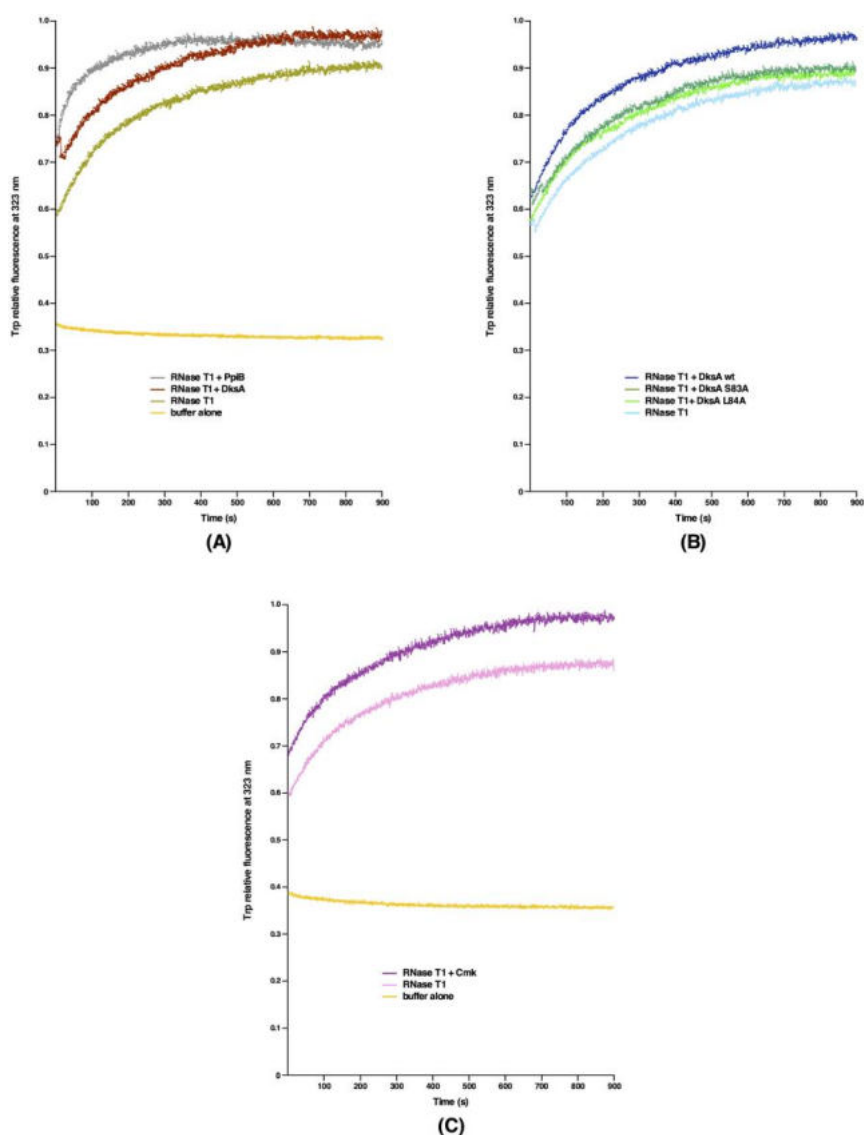 1.0
0.9
0.8
0.7
0.6
0.5
0.4
0.3
0.2
0.1
0
Trp relative fluorescence at 323 nm
RNase T1 + PpiB
RNase T1 + DksA
RNase T1
buffer alone
100 200 300 400 500 600 700 800 900
Time (s)
(A)
1.0
0.9
0.8
0.7
0.6
0.5
0.4
0.3
0.2
0.1
0
Trp relative fluorescence at 323 nm
RNase T1 + DksA wt
RNase T1 + DksA S83A
RNase T1+ DksA L84A
RNase T1
100 200 300 400 500 600 700 800 900
Time (s)
(B)
1.0
0.9
0.8
0.7
0.6
0.5
0.4
0.3
0.2
0.1
0
Trp relative fluorescence at 323 nm
RNase T1 + Cmk
RNase T1
buffer alone
100 200 300 400 500 600 700 800 900
Time (s)
(C)